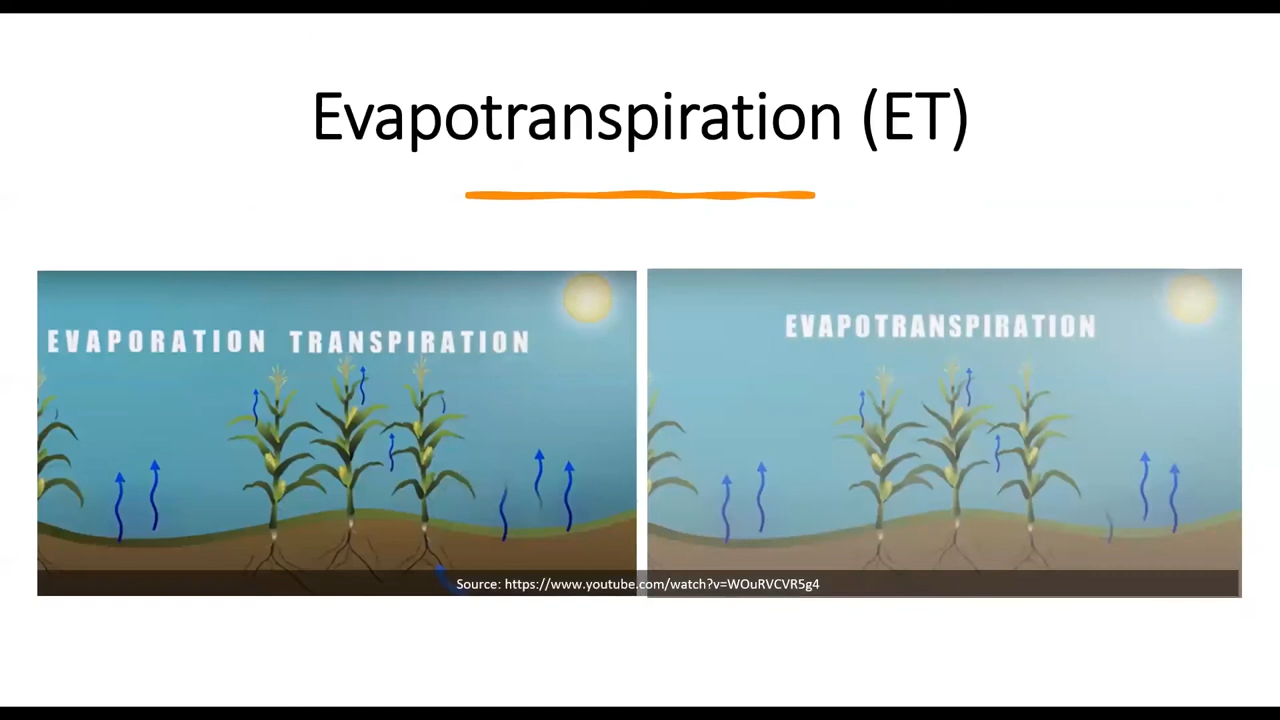 Evapotranspiration (ET)
EVAPORATION TRANSPIRATION
EVAPOTRANSPIRATION
Source: https://www.youtube.com/watch?v=WOuRVCVR5g4